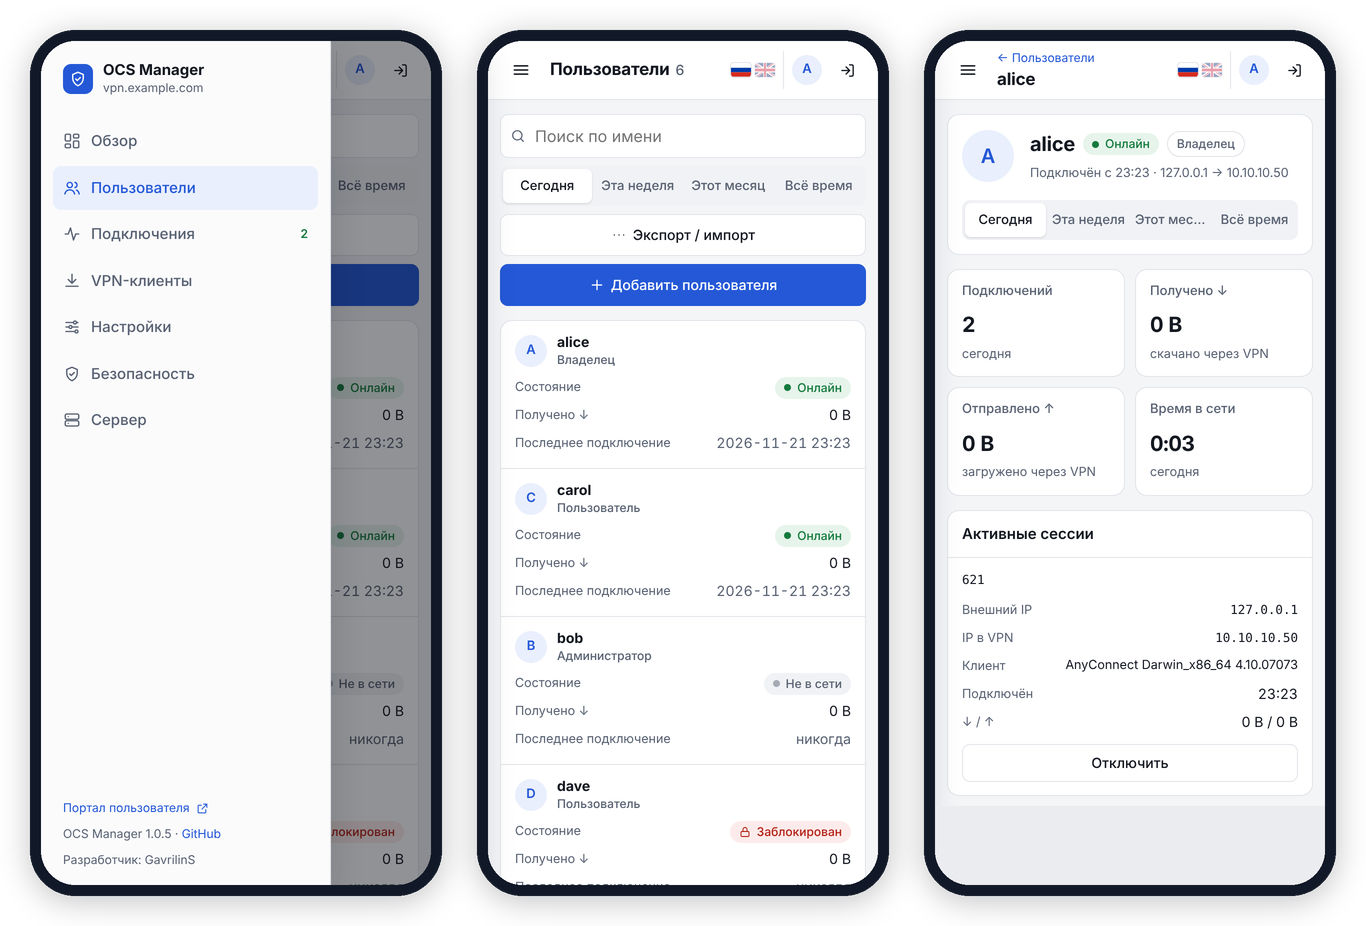 OCS Manager
vpn.example.com
A
Обзор
Пользователи
Всё время
Подключения 2
VPN-клиенты
Настройки
Безопасность
Онлайн
0 B
Сервер
-21 23:23
Онлайн
0 B
-21 23:23
Не в сети
0 B
никогда
Портал пользователя
OCS Manager 1.0.5 · GitHub
локирован
Разработчик: GavrilinS
0 B
Пользователи 6
A
Поиск по имени
Сегодня Эта неделя Этот месяц Всё время
··· Экспорт / импорт
+ Добавить пользователя
A
alice
Владелец
Состояние Онлайн
Получено ↓ 0 B
Последнее подключение 2026-11-21 23:23
C
carol
Пользователь
Состояние Онлайн
Получено ↓ 0 B
Последнее подключение 2026-11-21 23:23
B
bob
Администратор
Состояние Не в сети
Получено ↓ 0 B
Последнее подключение никогда
D
dave
Пользователь
Состояние Заблокирован
Получено ↓ 0 B
← Пользователи
alice
A
A
alice Онлайн Владелец
Подключён с 23:23 · 127.0.0.1 → 10.10.10.50
Сегодня Эта неделя Этот мес... Всё время
Подключений
2
сегодня
Получено ↓
0 B
скачано через VPN
Отправлено ↑
0 B
загружено через VPN
Время в сети
0:03
сегодня
Активные сессии
621
Внешний IP 127.0.0.1
IP в VPN 10.10.10.50
Клиент AnyConnect Darwin_x86_64 4.10.07073
Подключён 23:23
↓ / ↑ 0 B / 0 B
Отключить